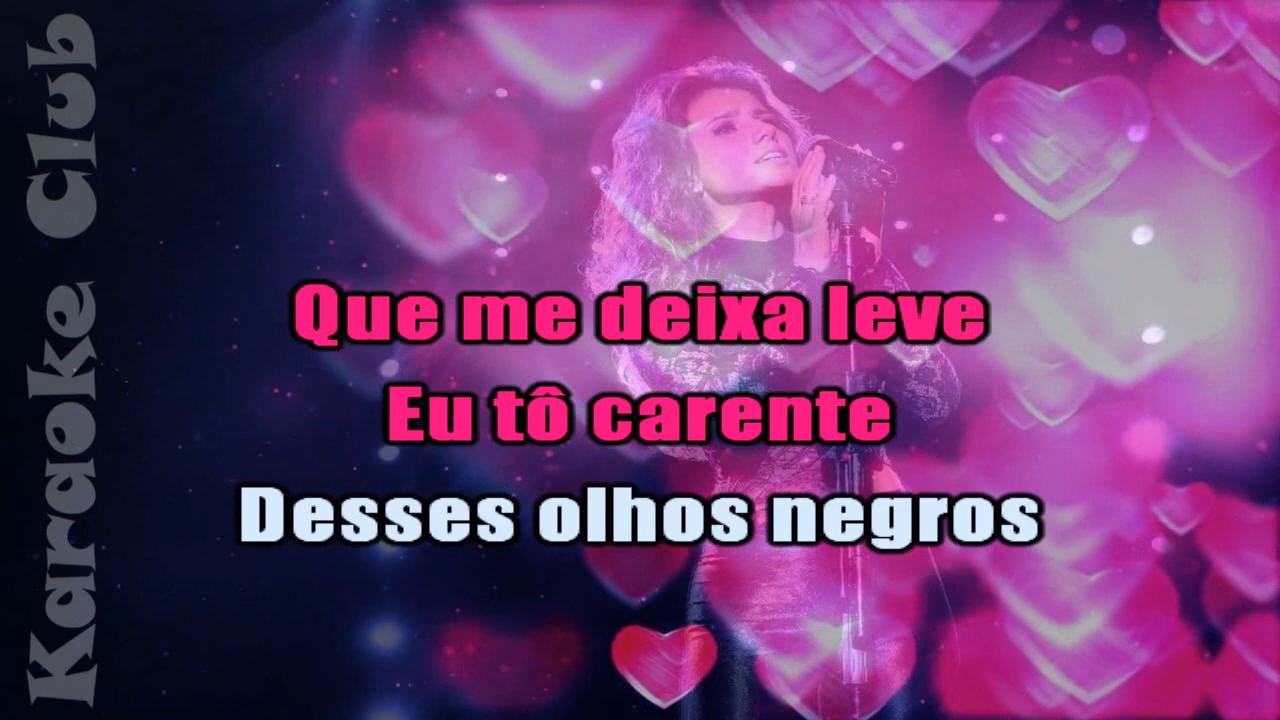 Karaoke Club
Que me deixa leve
Eu tô carente
Desses olhos negros